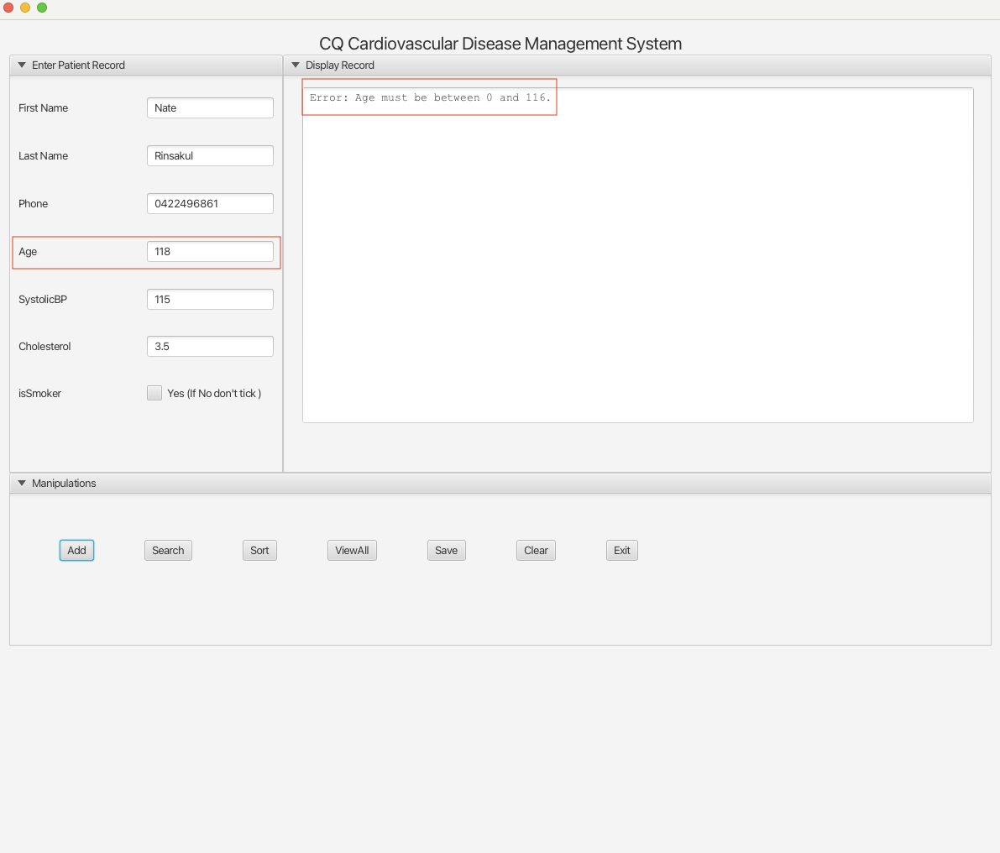 CQ Cardiovascular Disease Management System
Enter Patient Record
Display Record
First Name
Nate
Last Name
Rinsakul
Phone
0422496861
Age
118
SystolicBP
115
Cholesterol
3.5
isSmoker
Yes (If No don't tick )
Error: Age must be between 0 and 116.
Manipulations
Add
Search
Sort
ViewAll
Save
Clear
Exit